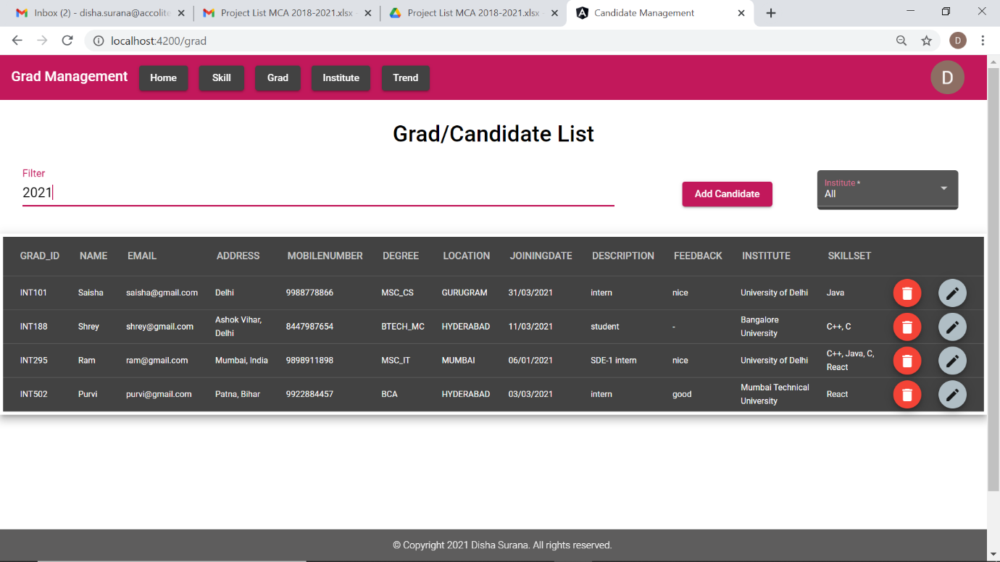 Inbox (2) - disha.surana@accolite
Project List MCA 2018-2021.xlsx -
Project List MCA 2018-2021.xlsx -
Candidate Management
localhost:4200/grad
D
Grad Management
Home
Skill
Grad
Institute
Trend
D
Grad/Candidate List
Filter
2021
Add Candidate
Institute *
All
GRAD_ID NAME EMAIL ADDRESS MOBILENUMBER DEGREE LOCATION JOININGDATE DESCRIPTION FEEDBACK INSTITUTE SKILLSET
INT101 Saisha saisha@gmail.com Delhi 9988778866 MSC_CS GURUGRAM 31/03/2021 intern nice University of Delhi Java
INT188 Shrey shrey@gmail.com Ashok Vihar, Delhi 8447987654 BTECH_MC HYDERABAD 11/03/2021 student - Bangalore University C++, C
INT295 Ram ram@gmail.com Mumbai, India 9898911898 MSC_IT MUMBAI 06/01/2021 SDE-1 intern nice University of Delhi C++, Java, C, React
INT502 Purvi purvi@gmail.com Patna, Bihar 9922884457 BCA HYDERABAD 03/03/2021 intern good Mumbai Technical University React
© Copyright 2021 Disha Surana. All rights reserved.